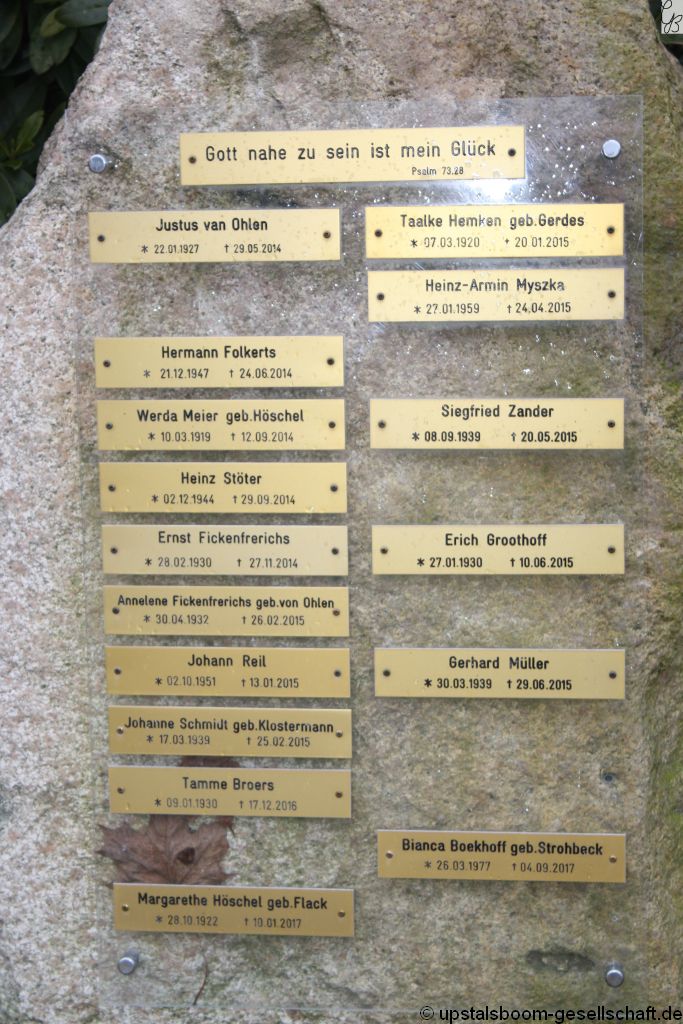 Gott nahe zu sein ist mein Glück
Psalm 73.28
Justus van Ohlen
* 22.01.1927 † 29.05.2014
Hermann Folkerts
* 21.12.1947 † 24.06.2014
Werda Meier geb.Höschel
* 10.03.1919 † 12.09.2014
Heinz Stöter
* 02.12.1944 † 29.09.2014
Ernst Fickenfrerichs
* 28.02.1930 † 27.11.2014
Annelene Fickenfrerichs geb.von Ohlen
* 30.04.1932 † 26.02.2015
Johann Reil
* 02.10.1951 † 13.01.2015
Johanne Schmidt geb.Klostermann
* 17.03.1939 † 25.02.2015
Tamme Broers
* 09.01.1930 † 17.12.2016
Margarethe Höschel geb.Flack
* 28.10.1922 † 10.01.2017
Taalke Hemken geb.Gerdes
* 07.03.1920 † 20.01.2015
Heinz-Armin Myszka
* 27.01.1959 † 24.04.2015
Siegfried Zander
* 08.09.1939 † 20.05.2015
Erich Groothoff
* 27.01.1930 † 10.06.2015
Gerhard Müller
* 30.03.1939 † 29.06.2015
Bianca Boekhoff geb.Strohbeck
* 26.03.1977 † 04.09.2017
© upstalsboom-gesellschaft.de